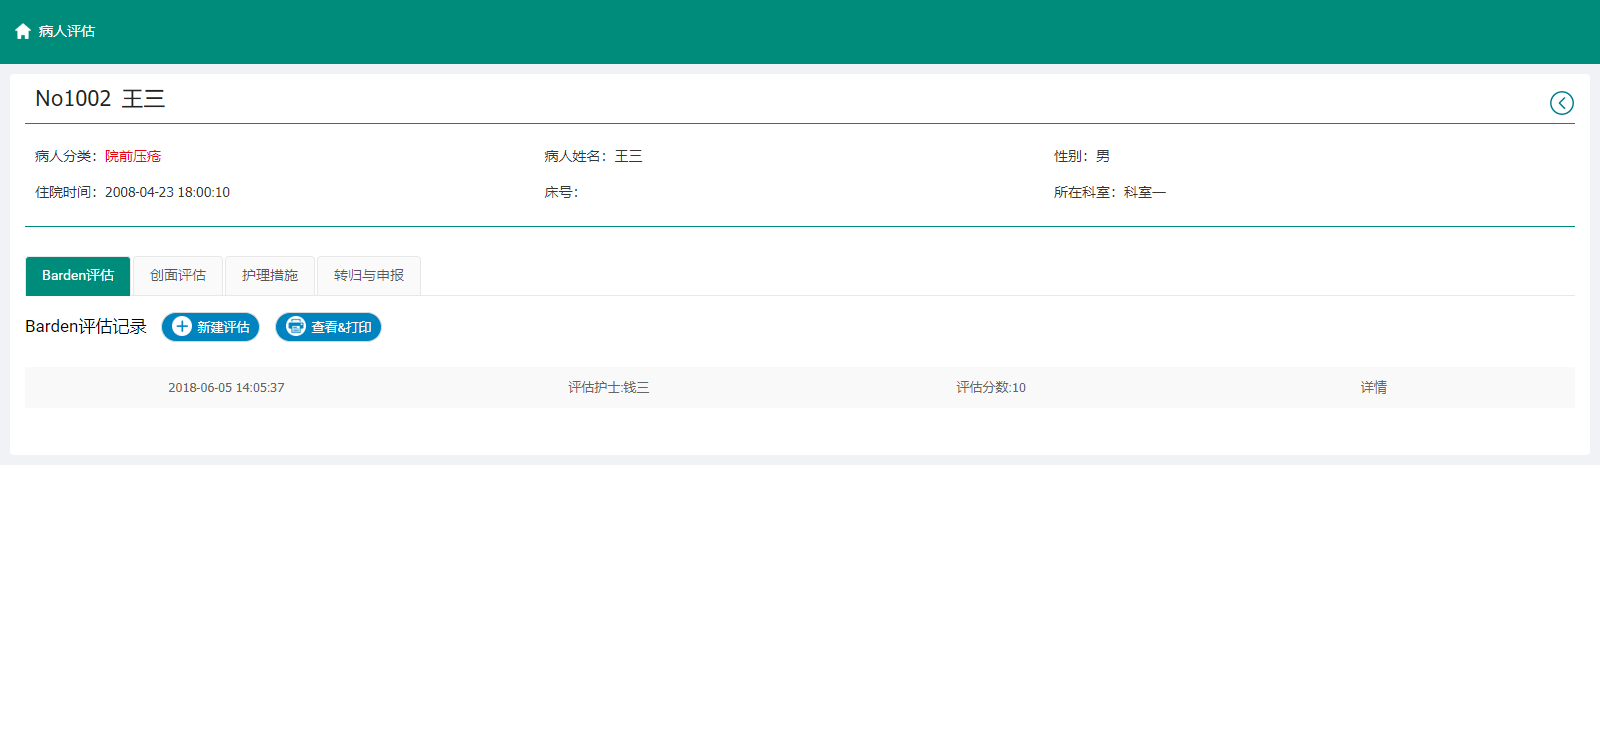 病人评估
No1002 王三
病人分类：院前压疮 病人姓名：王三 性别：男
住院时间：2008-04-23 18:00:10 床号： 所在科室：科室一
Barden评估 创面评估 护理措施 转归与申报
Barden评估记录 新建评估 查看&打印
2018-06-05 14:05:37 评估护士:钱三 评估分数:10 详情